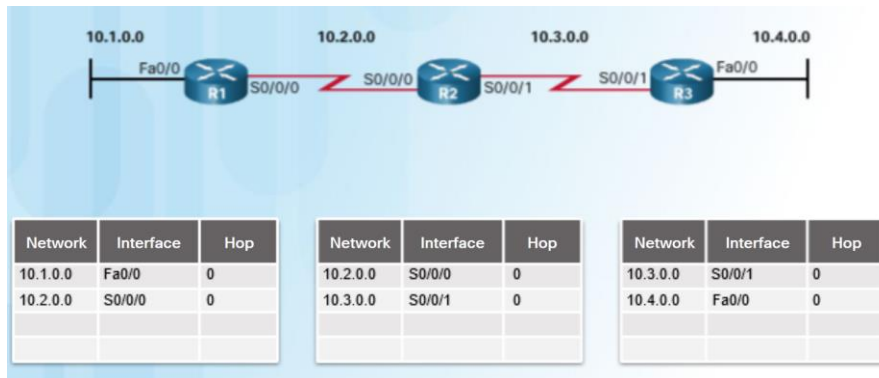 10.1.0.0 10.2.0.0 10.3.0.0 10.4.0.0
Fa0/0 R1 S0/0/0 S0/0/0 R2 S0/0/1 S0/0/1 R3 Fa0/0
Network Interface Hop
10.1.0.0 Fa0/0 0
10.2.0.0 S0/0/0 0
Network Interface Hop
10.2.0.0 S0/0/0 0
10.3.0.0 S0/0/1 0
Network Interface Hop
10.3.0.0 S0/0/1 0
10.4.0.0 Fa0/0 0